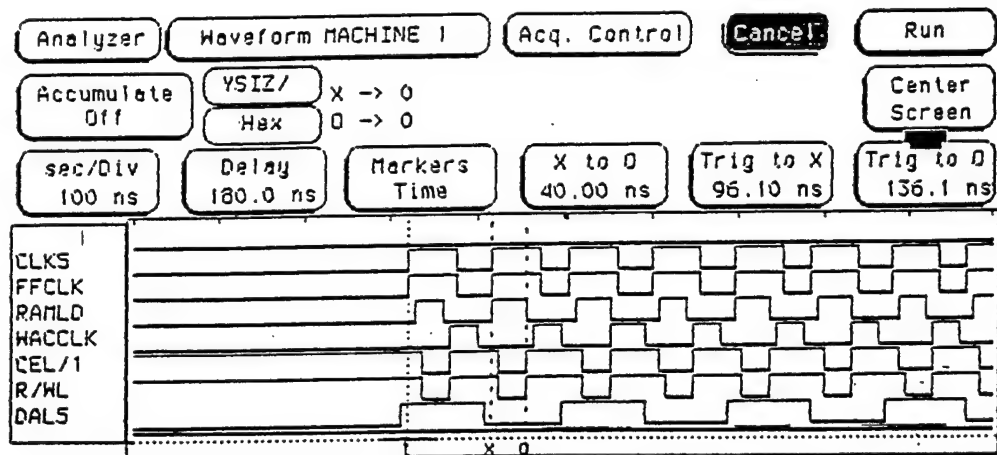 Analyzer Waveform MACHINE 1 Acq. Control Cancel Run
Accumulate Off YSIZ/ X -> 0 Center Screen
Hex O -> 0
sec/Div 100 ns Delay 180.0 ns Markers Time X to O 40.00 ns Trig to X 96.10 ns Trig to O 136.1 ns
CLKS
FFCLK
RAMLD
WACCLK
CEL/1
R/WL
DALS
X O